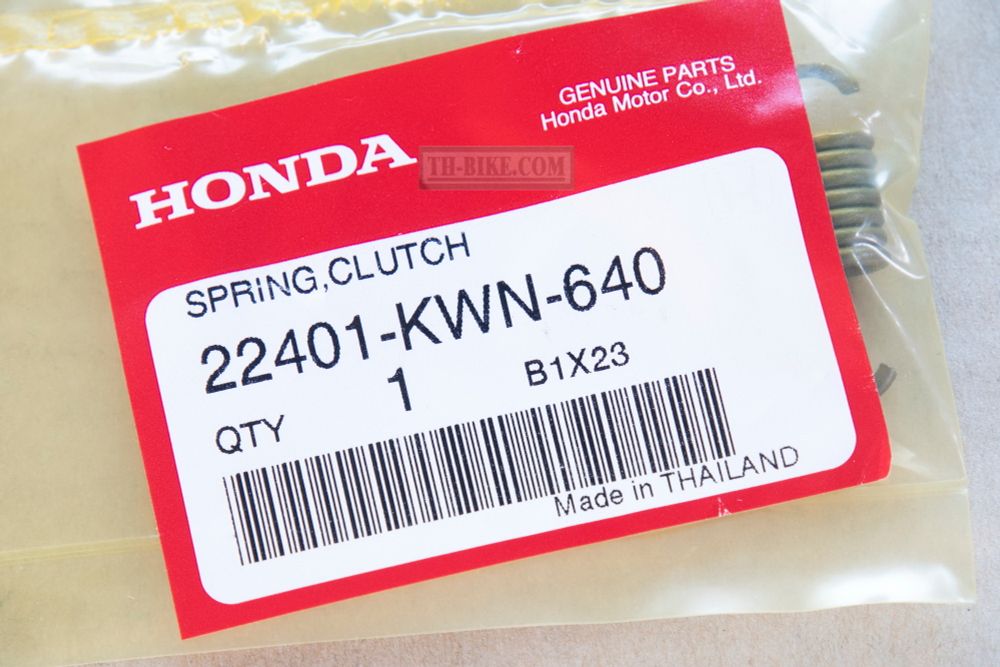 GENUINE PARTS
Honda Motor Co., Ltd.
HONDA
TH-BIKE.COM
SPRiNG,CLUTCH
22401-KWN-640
QTY 1 B1X23
Made in THAILAND